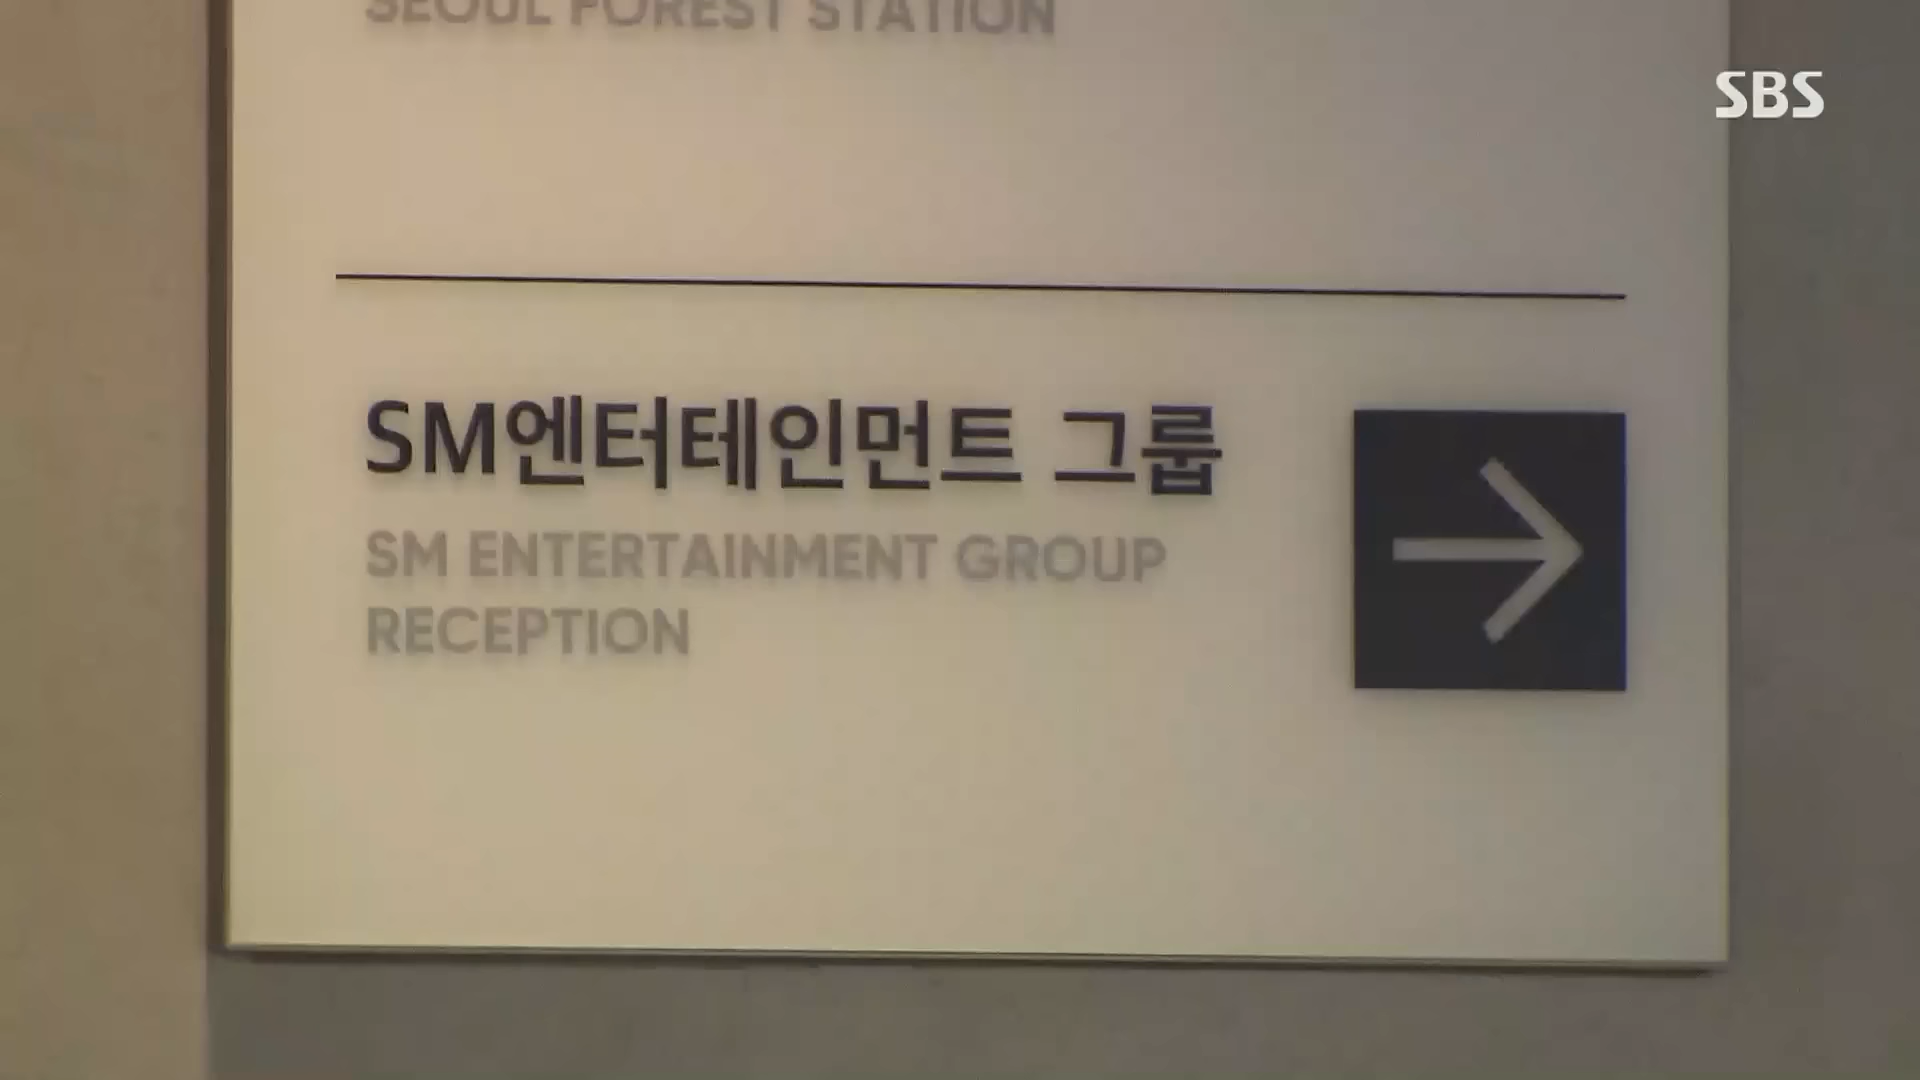 SEOUL FOREST STATION
SBS
SM엔터테인먼트 그룹
SM ENTERTAINMENT GROUP
RECEPTION